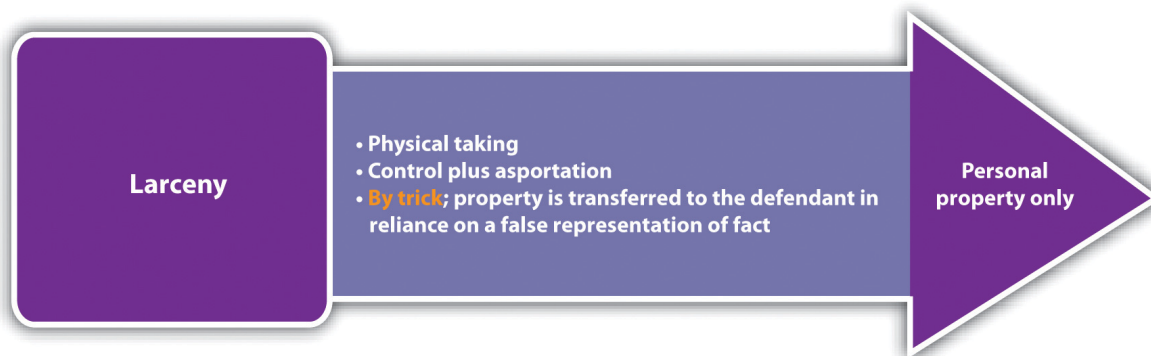 Larceny
• Physical taking
• Control plus asportation
• By trick; property is transferred to the defendant in
reliance on a false representation of fact
Personal
property only